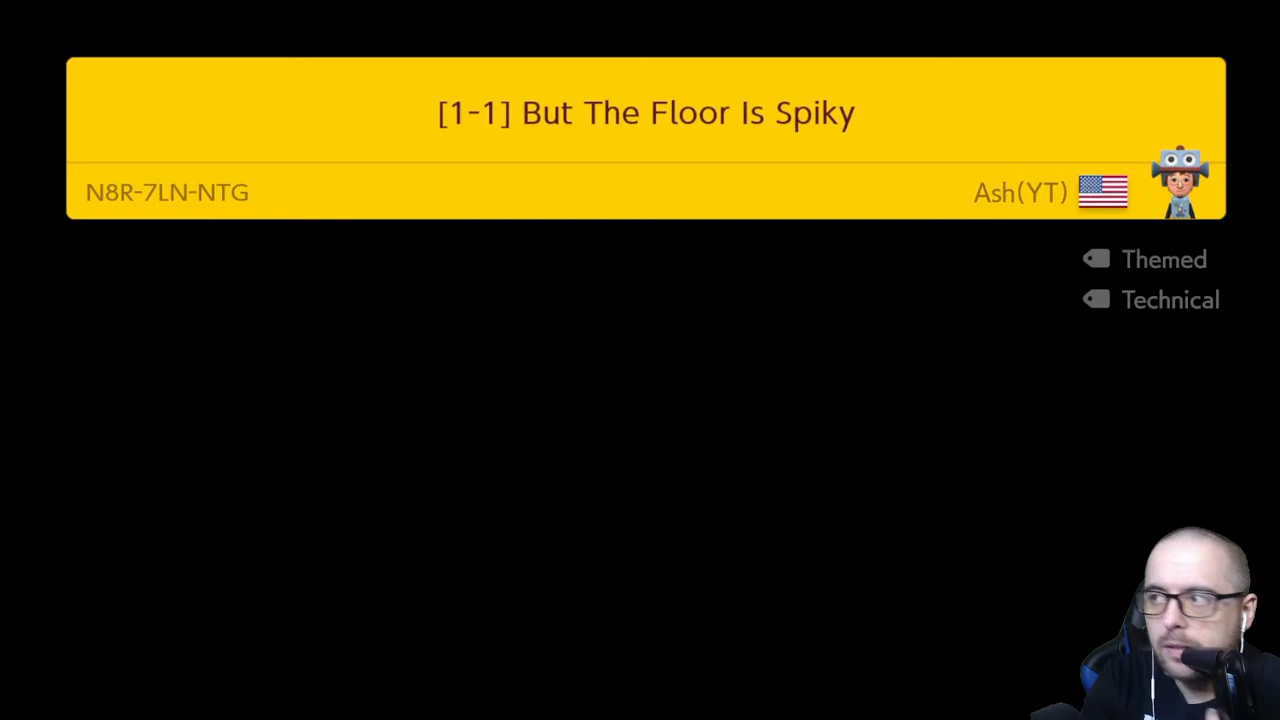 [1-1] But The Floor Is Spiky
N8R-7LN-NTG
Ash(YT)
Themed
Technical